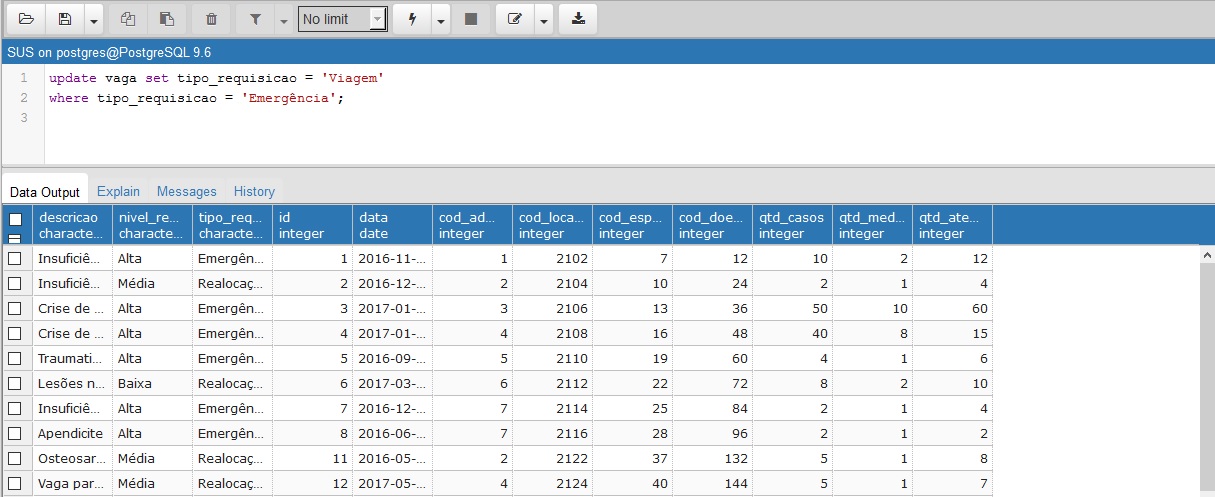 No limit
SUS on postgres@PostgreSQL 9.6
1 update vaga set tipo_requisicao = 'Viagem'
2 where tipo_requisicao = 'Emergência';
3
Data Output Explain Messages History
descricao nivel_re... tipo_req... id data cod_ad... cod_loca... cod_esp... cod_doe... qtd_casos qtd_med... qtd_ate...
characte... characte... characte... integer date integer integer integer integer integer integer integer
Insuficiê... Alta Emergên... 1 2016-11-... 1 2102 7 12 10 2 12
Insuficiê... Média Realocaç... 2 2016-12-... 2 2104 10 24 2 1 4
Crise de ... Alta Emergên... 3 2017-01-... 3 2106 13 36 50 10 60
Crise de ... Alta Emergên... 4 2017-01-... 4 2108 16 48 40 8 15
Traumati... Alta Emergên... 5 2016-09-... 5 2110 19 60 4 1 6
Lesões n... Baixa Realocaç... 6 2017-03-... 6 2112 22 72 8 2 10
Insuficiê... Alta Emergên... 7 2016-12-... 7 2114 25 84 2 1 4
Apendicite Alta Emergên... 8 2016-06-... 7 2116 28 96 2 1 2
Osteosar... Média Realocaç... 11 2016-05-... 2 2122 37 132 5 1 8
Vaga par... Média Realocaç... 12 2017-05-... 4 2124 40 144 5 1 7